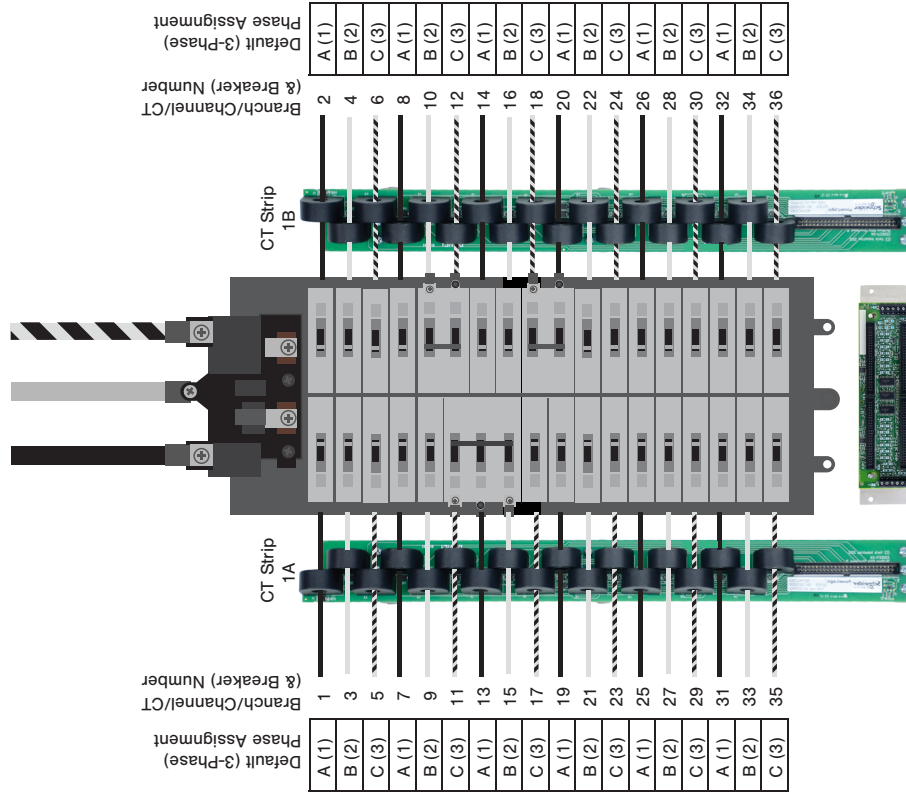 Default (3-Phase)
Phase Assignment
A (1)
B (2)
C (3)
A (1)
B (2)
C (3)
A (1)
B (2)
C (3)
A (1)
B (2)
C (3)
A (1)
B (2)
C (3)
A (1)
B (2)
C (3)
Branch/Channel/CT
(& Breaker) Number
2
4
6
8
10
12
14
16
18
20
22
24
26
28
30
32
34
36
CT Strip
1B
Schneider
CT Strip
1A
Schneider
Branch/Channel/CT
(& Breaker) Number
1
3
5
7
9
11
13
15
17
19
21
23
25
27
29
31
33
35
Default (3-Phase)
Phase Assignment
A (1)
B (2)
C (3)
A (1)
B (2)
C (3)
A (1)
B (2)
C (3)
A (1)
B (2)
C (3)
A (1)
B (2)
C (3)
A (1)
B (2)
C (3)